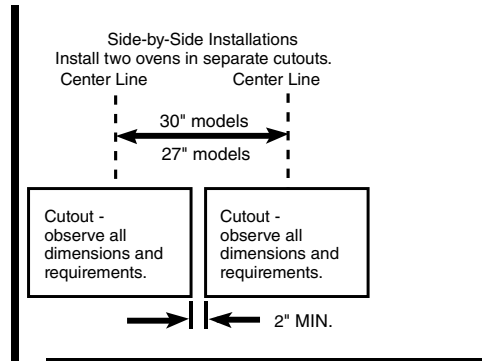 Side-by-Side Installations
Install two ovens in separate cutouts.
Center Line Center Line
30" models
27" models
Cutout -
observe all
dimensions and
requirements.
Cutout -
observe all
dimensions and
requirements.
2" MIN.